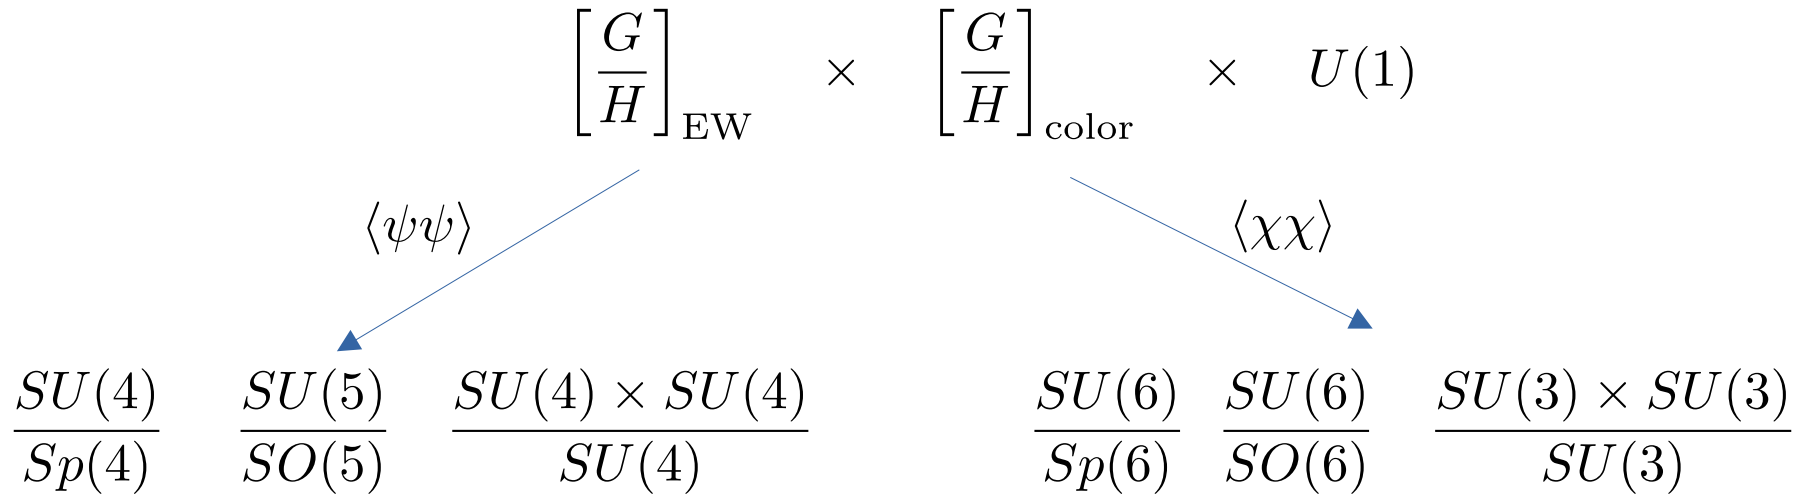 [G/H]_EW × [G/H]_color × U(1)
⟨ψψ⟩ ⟨χχ⟩
SU(4)/Sp(4) SU(5)/SO(5) SU(4) × SU(4)/SU(4) SU(6)/Sp(6) SU(6)/SO(6) SU(3) × SU(3)/SU(3)